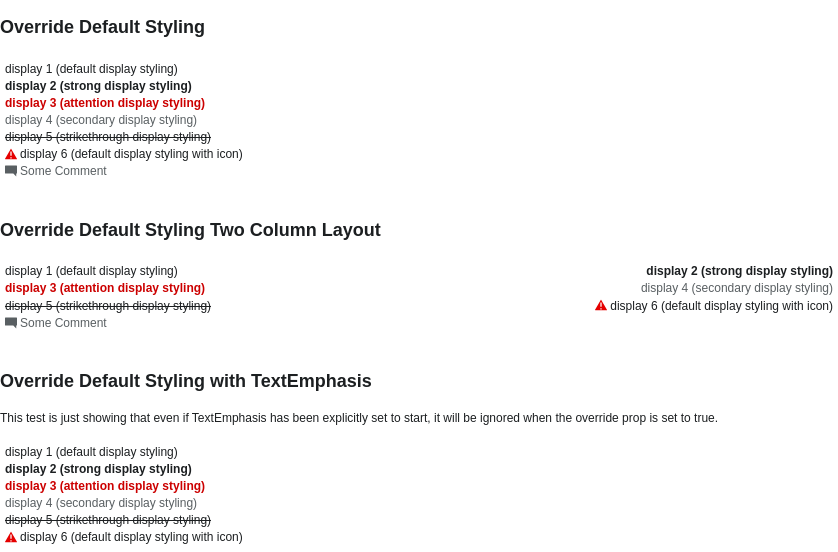 Override Default Styling
display 1 (default display styling)
display 2 (strong display styling)
display 3 (attention display styling)
display 4 (secondary display styling)
display 5 (strikethrough display styling)
display 6 (default display styling with icon)
Some Comment
Override Default Styling Two Column Layout
display 1 (default display styling) display 2 (strong display styling)
display 3 (attention display styling) display 4 (secondary display styling)
display 5 (strikethrough display styling) display 6 (default display styling with icon)
Some Comment
Override Default Styling with TextEmphasis
This test is just showing that even if TextEmphasis has been explicitly set to start, it will be ignored when the override prop is set to true.
display 1 (default display styling)
display 2 (strong display styling)
display 3 (attention display styling)
display 4 (secondary display styling)
display 5 (strikethrough display styling)
display 6 (default display styling with icon)